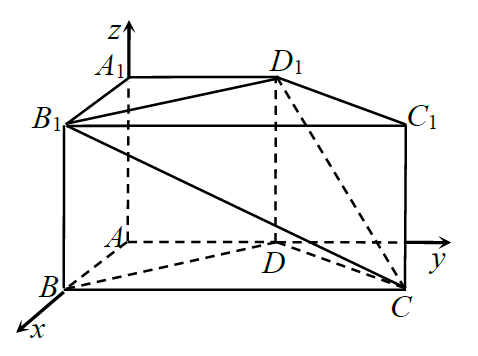 z
A₁ D₁
B₁ C₁
A D y
B C
x